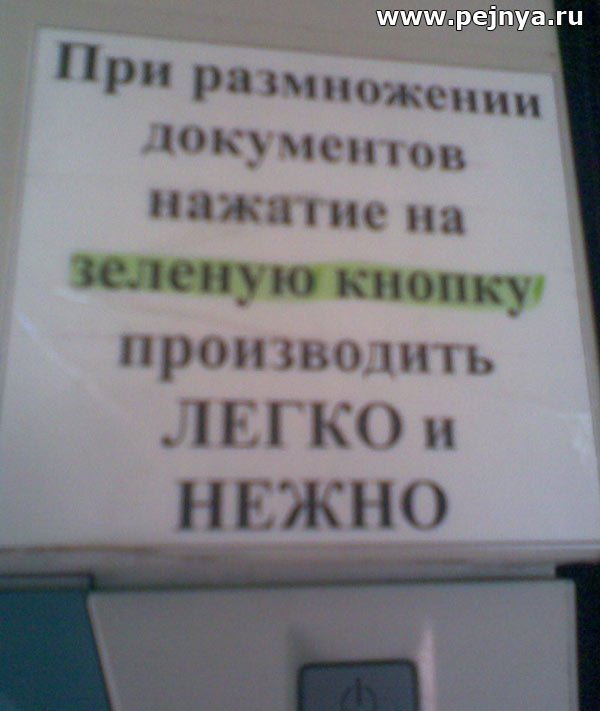 www.pejnya.ru
При размножении
документов
нажатие на
зеленую кнопку
производить
ЛЕГКО и
НЕЖНО